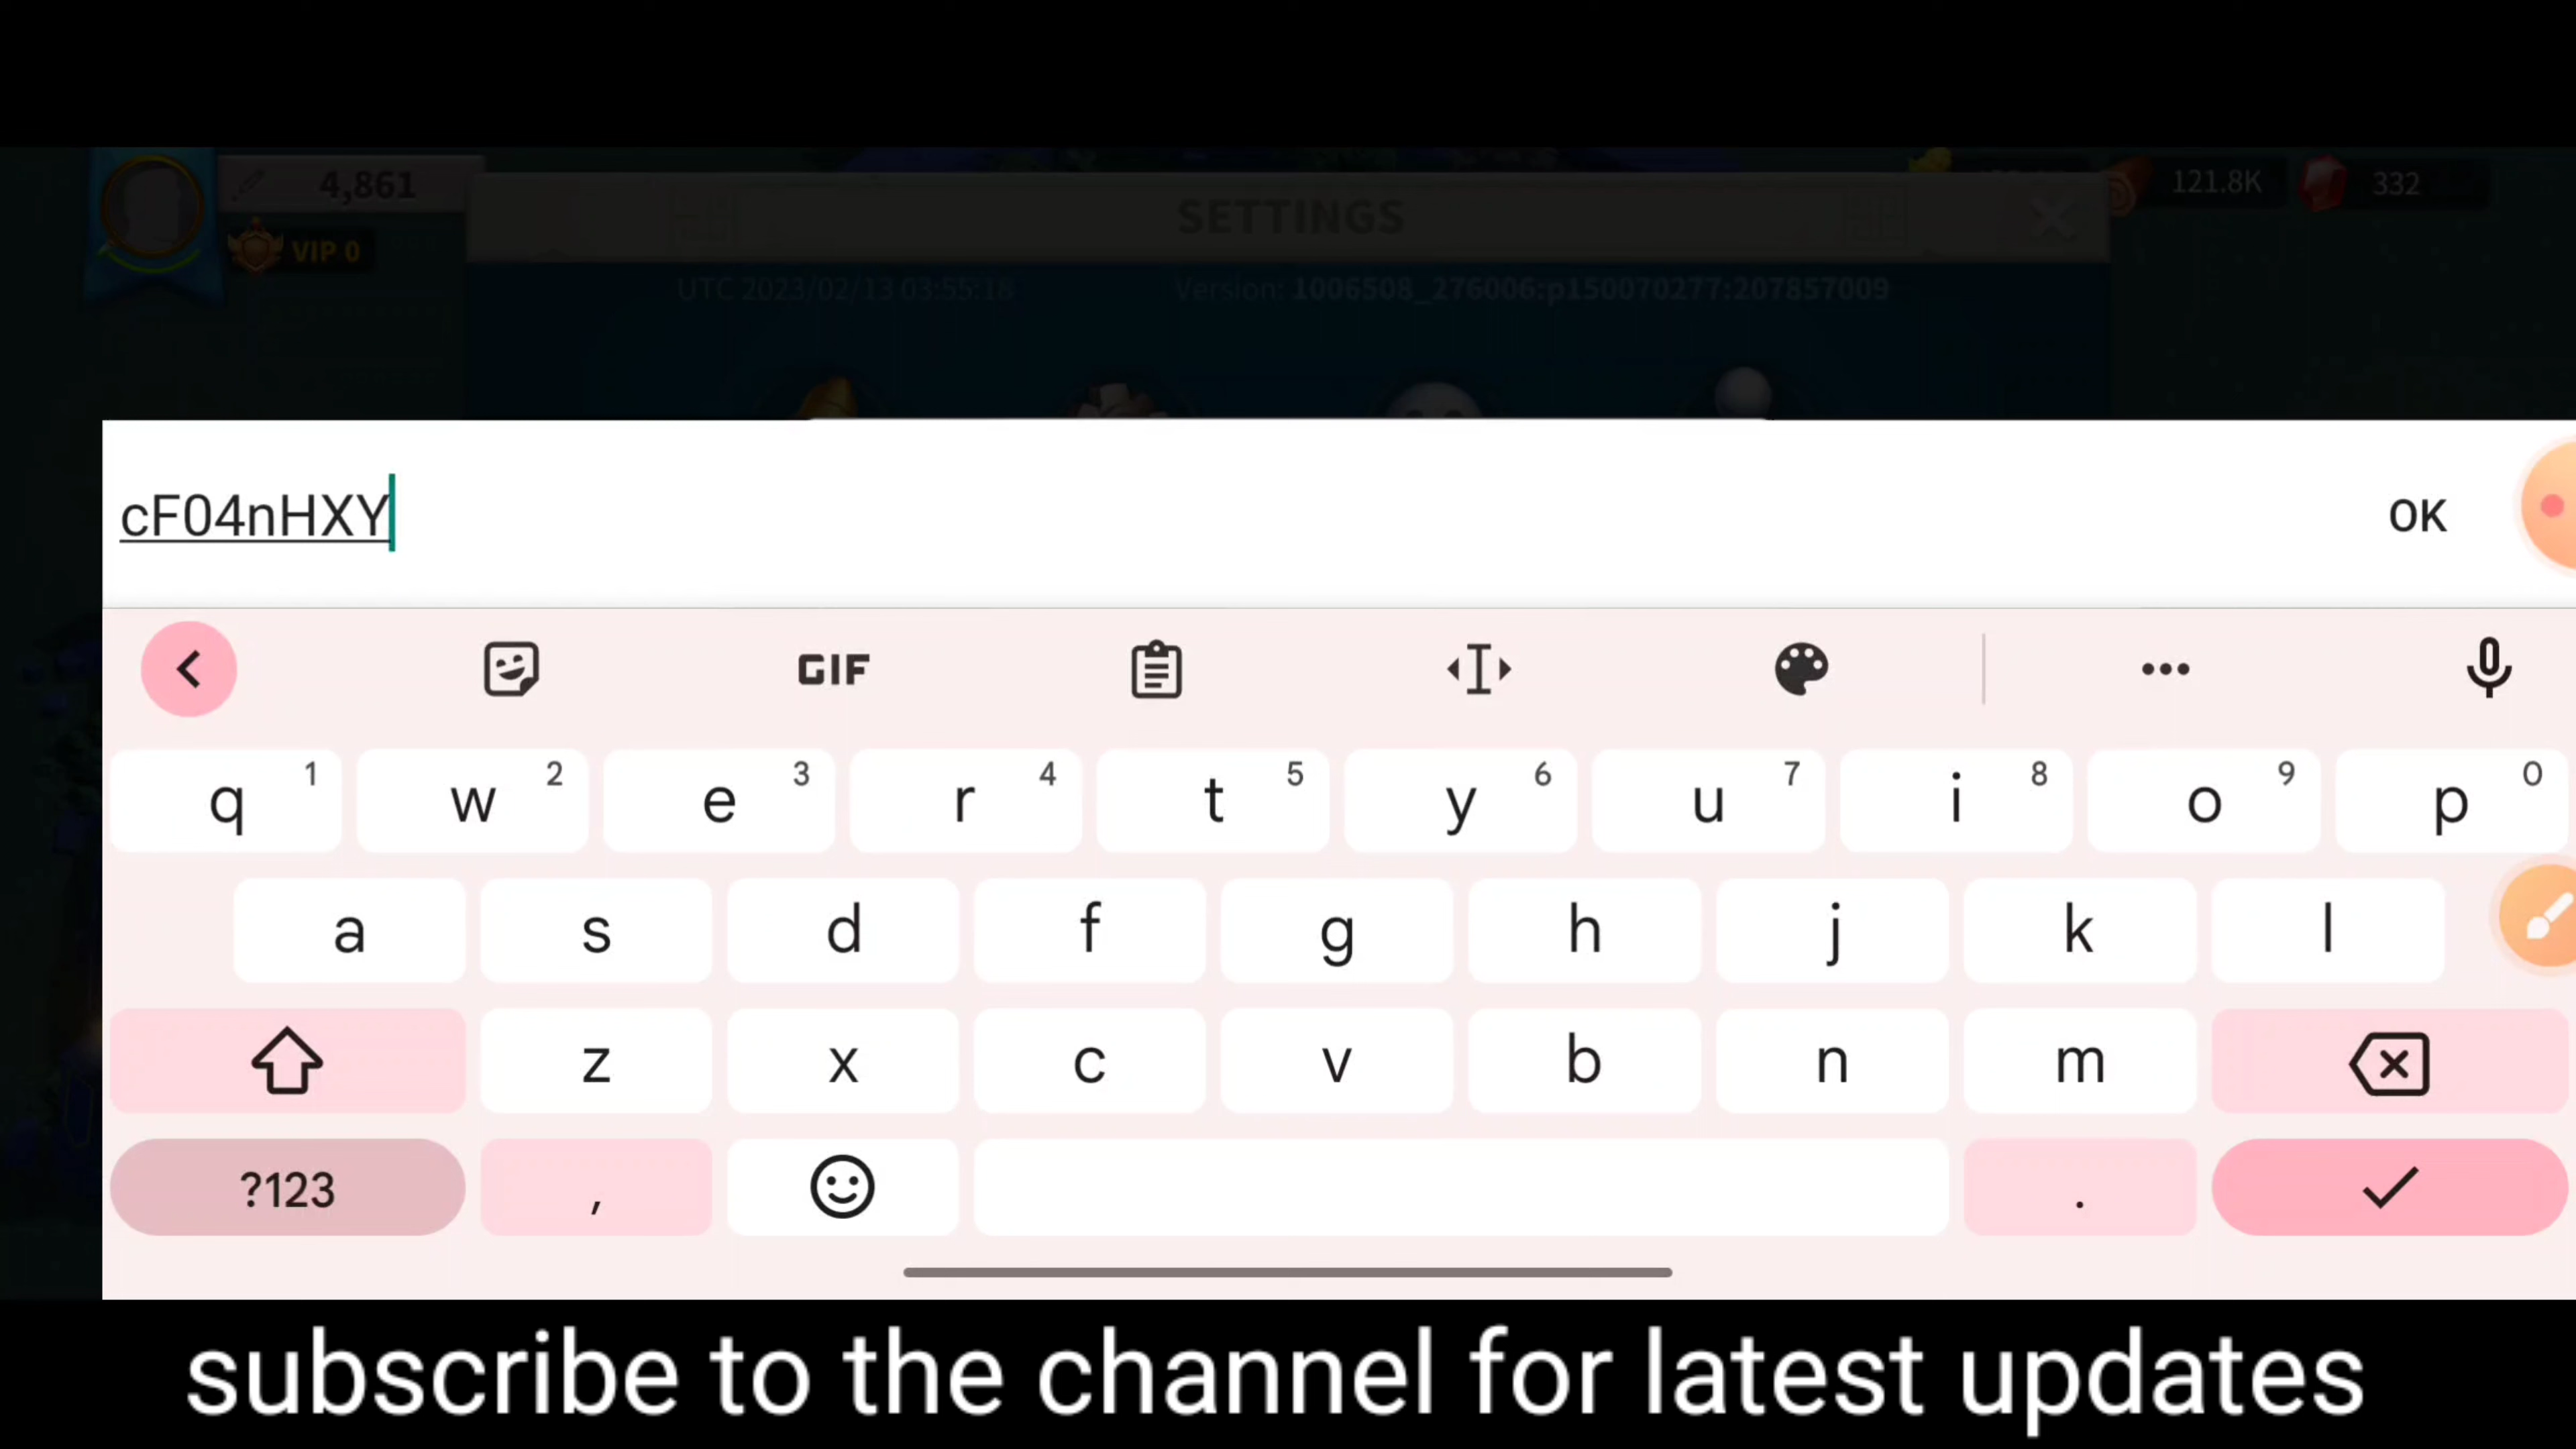 4,861
121.8K
332
SETTINGS
VIP 0
UTC 2023/02/13 03:55:18
Version: 1006508_276006:p150070277:207857009
cF04nHXY
OK
GIF
q 1 w 2 e 3 r 4 t 5 y 6 u 7 i 8 o 9 p 0
a s d f g h j k l
z x c v b n m
?123 , .
subscribe to the channel for latest updates